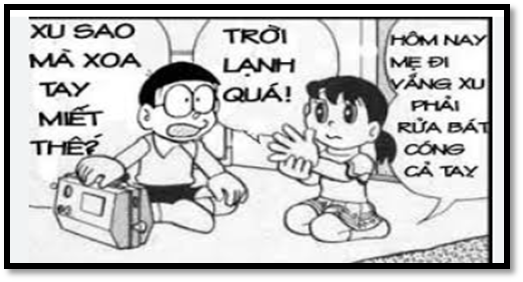 XU SAO
MÀ XOA
TAY
MIẾT
THẾ?
TRỜI
LẠNH
QUÁ!
HÔM NAY
MẸ ĐI
VẮNG XU
PHẢI
RỬA BÁT
CÓNG
CẢ TAY